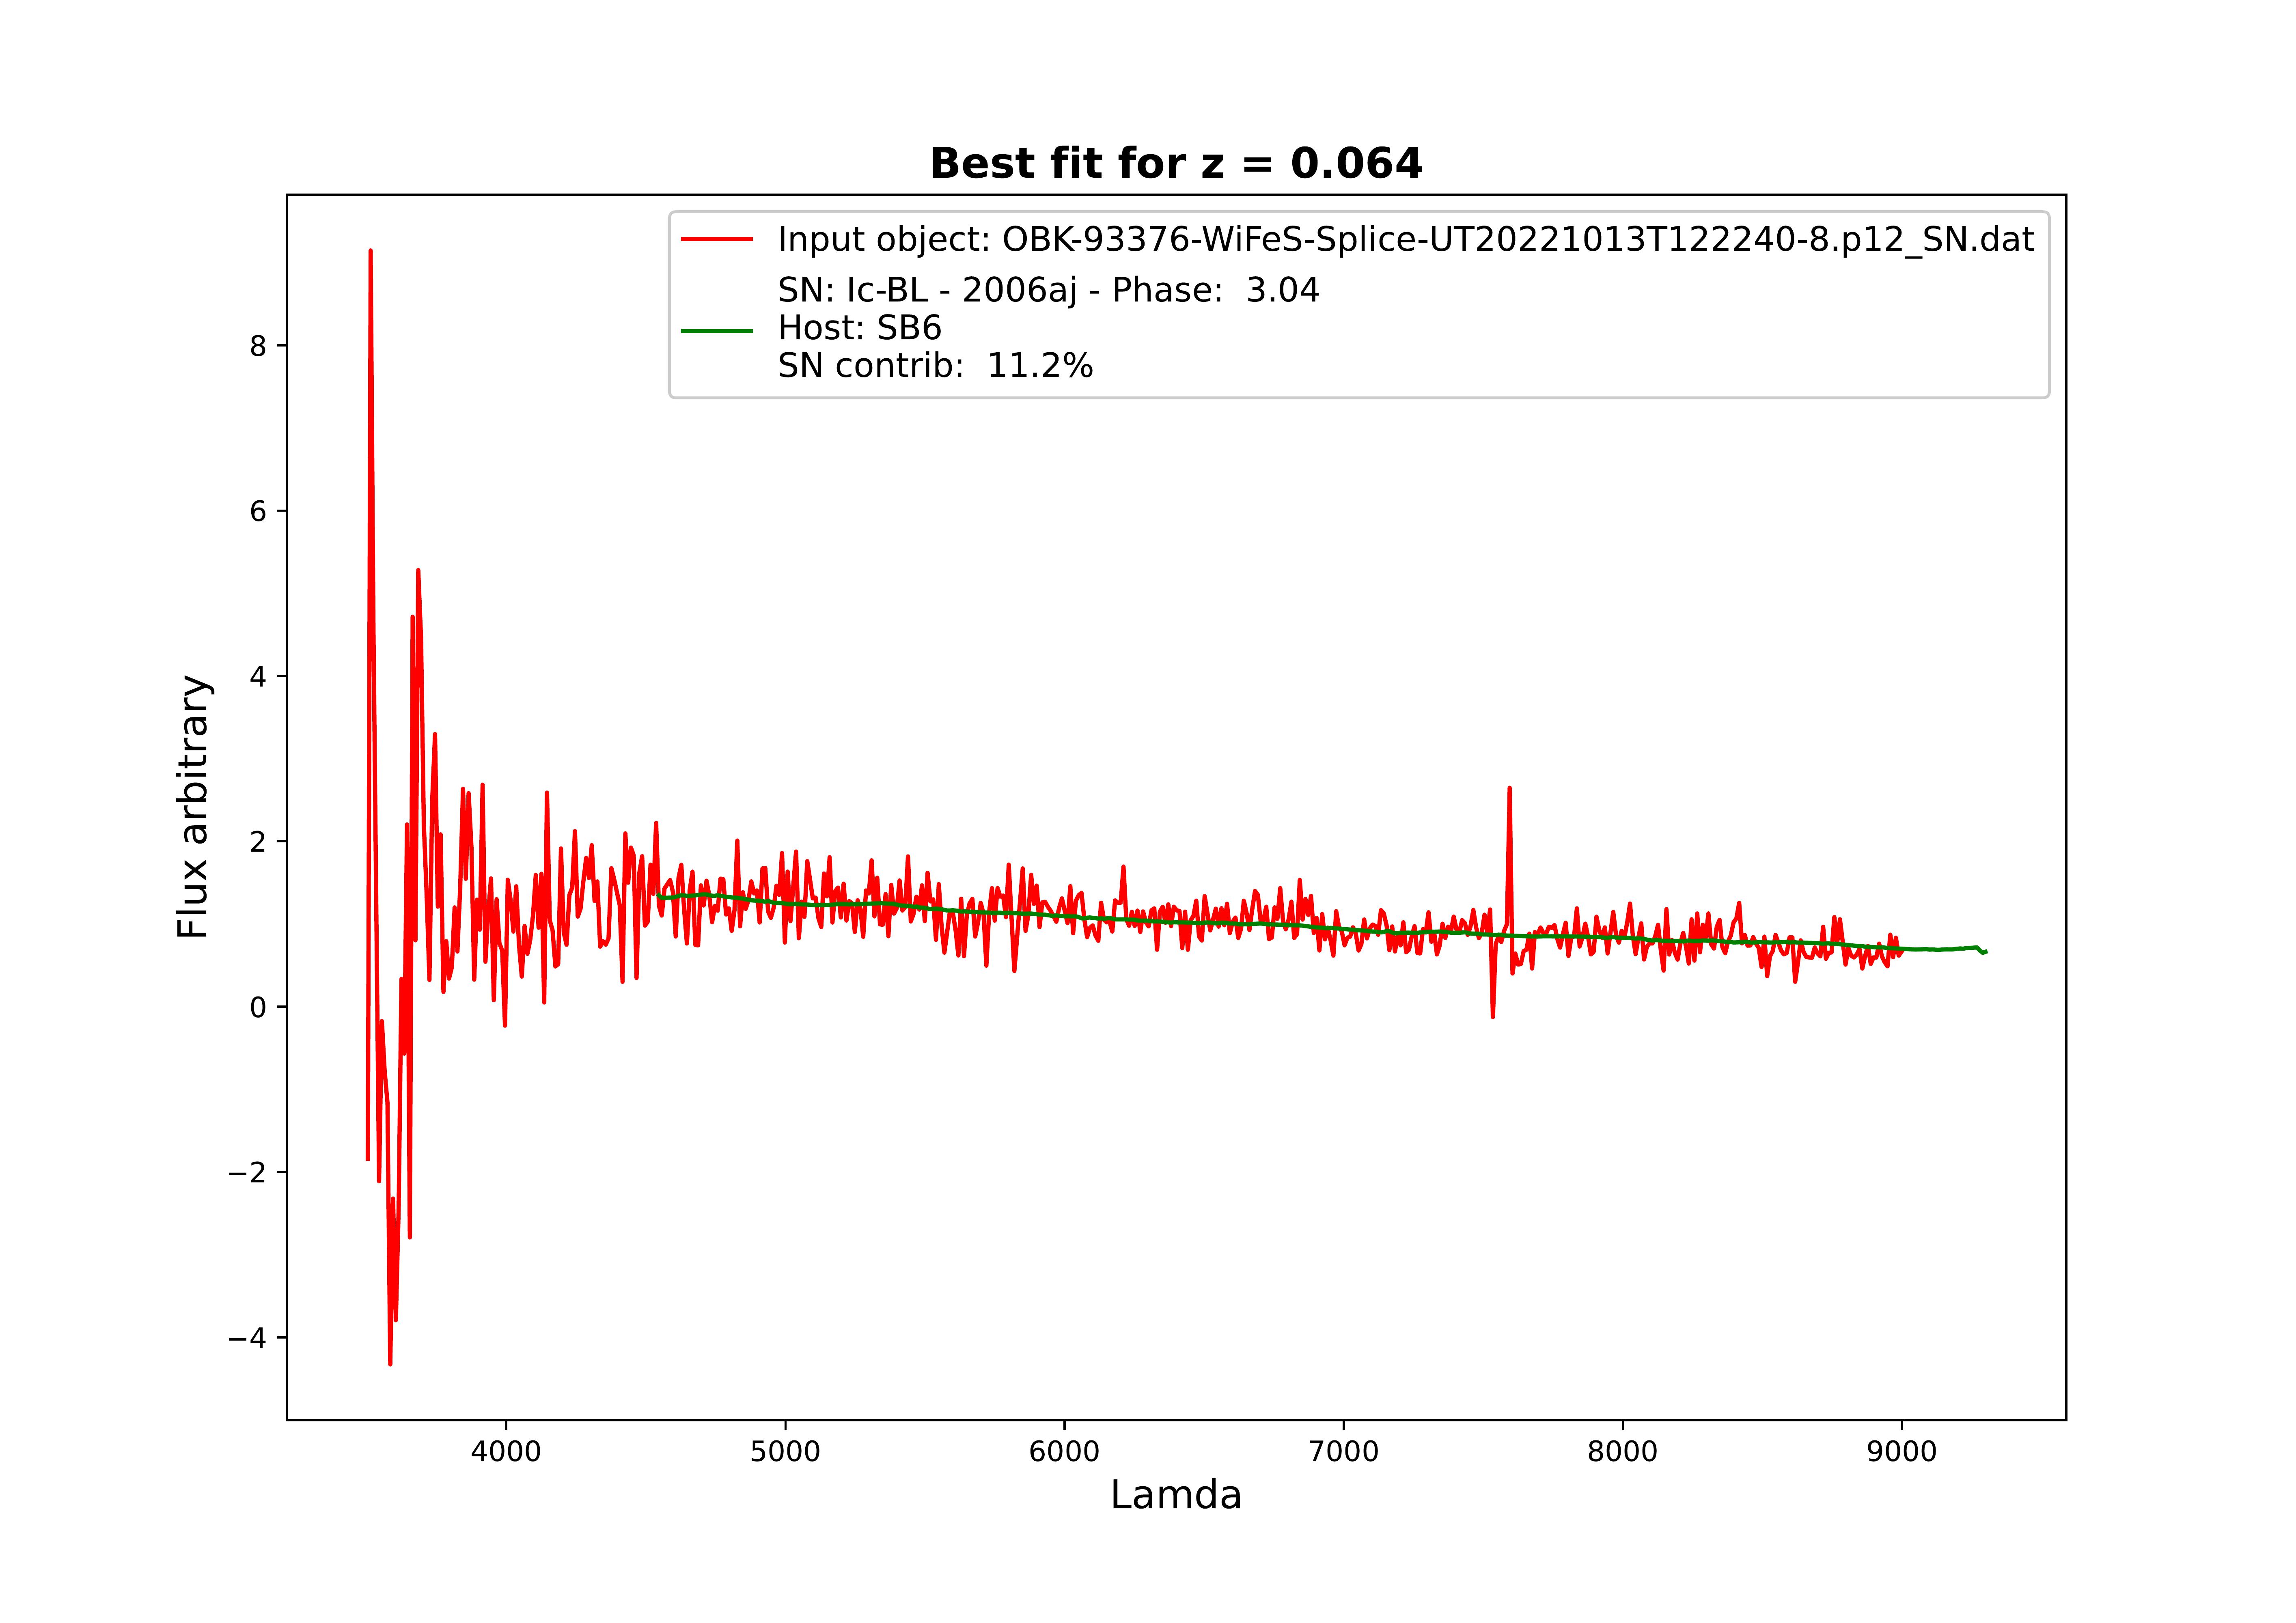 Best fit for z = 0.064
Input object: OBK-93376-WiFeS-Splice-UT20221013T122240-8.p12_SN.dat
SN: Ic-BL - 2006aj - Phase:  3.04
Host: SB6
SN contrib:  11.2%
Flux arbitrary
8
6
4
2
0
−2
−4
4000 5000 6000 7000 8000 9000
Lamda